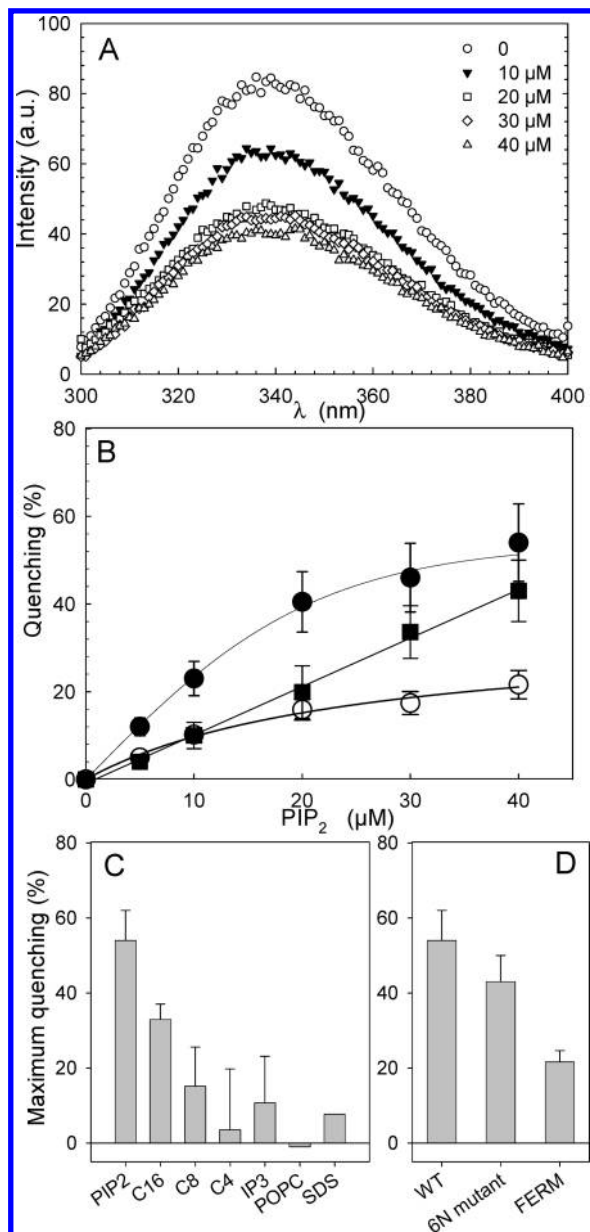 A
100
80
60
40
20
0
Intensity (a.u.)
0
10 μM
20 μM
30 μM
40 μM
300 320 340 360 380 400
λ (nm)
B
80
60
40
20
0
Quenching (%)
0 10 20 30 40
PIP₂ (μM)
C
80
60
40
20
0
Maximum quenching (%)
PIP2 C16 C8 C4 IP3 POPC SDS
D
80
60
40
20
0
WT 6N mutant FERM